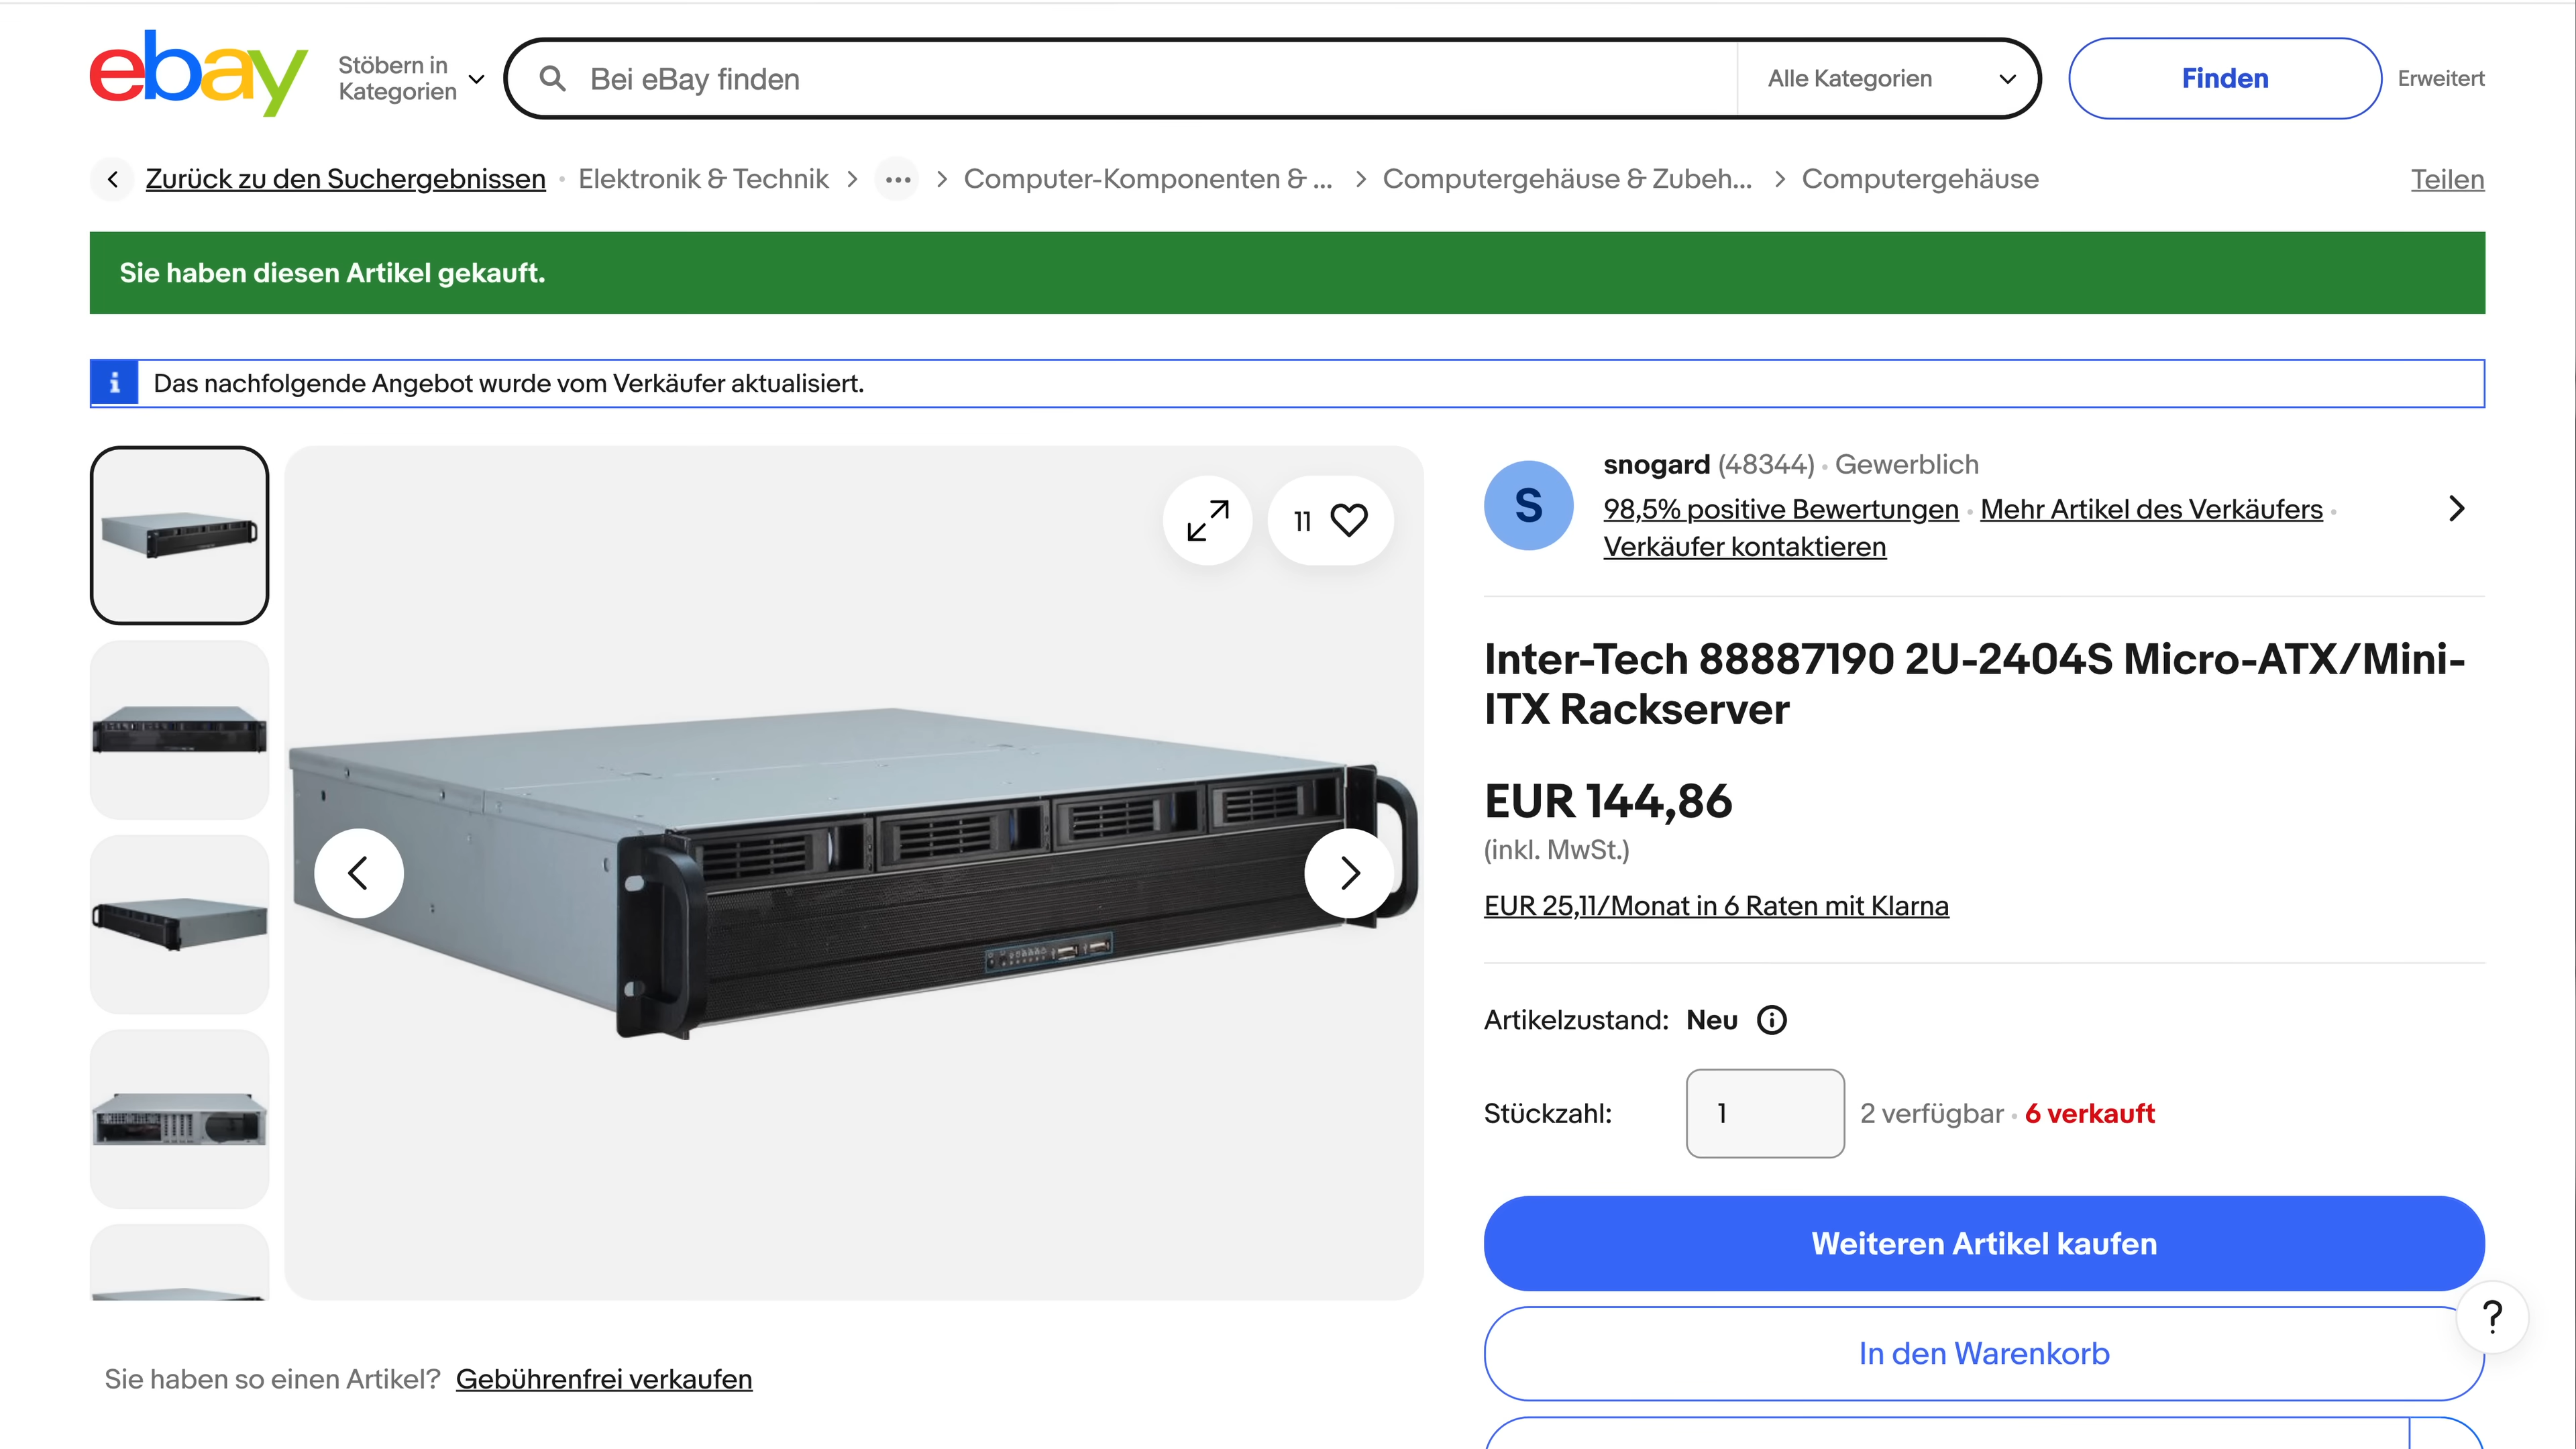 ebay
Stöbern in
Kategorien
Bei eBay finden
Alle Kategorien
Finden
Erweitert
Zurück zu den Suchergebnissen
Elektronik & Technik
Computer-Komponenten & ...
Computergehäuse & Zubeh...
Computergehäuse
Teilen
Sie haben diesen Artikel gekauft.
i Das nachfolgende Angebot wurde vom Verkäufer aktualisiert.
11
S
snogard (48344) • Gewerblich
98,5% positive Bewertungen • Mehr Artikel des Verkäufers •
Verkäufer kontaktieren
Inter-Tech 88887190 2U-2404S Micro-ATX/Mini-
ITX Rackserver
EUR 144,86
(inkl. MwSt.)
EUR 25,11/Monat in 6 Raten mit Klarna
Artikelzustand: Neu
Stückzahl: 1 2 verfügbar • 6 verkauft
Weiteren Artikel kaufen
In den Warenkorb
?
Sie haben so einen Artikel? Gebührenfrei verkaufen